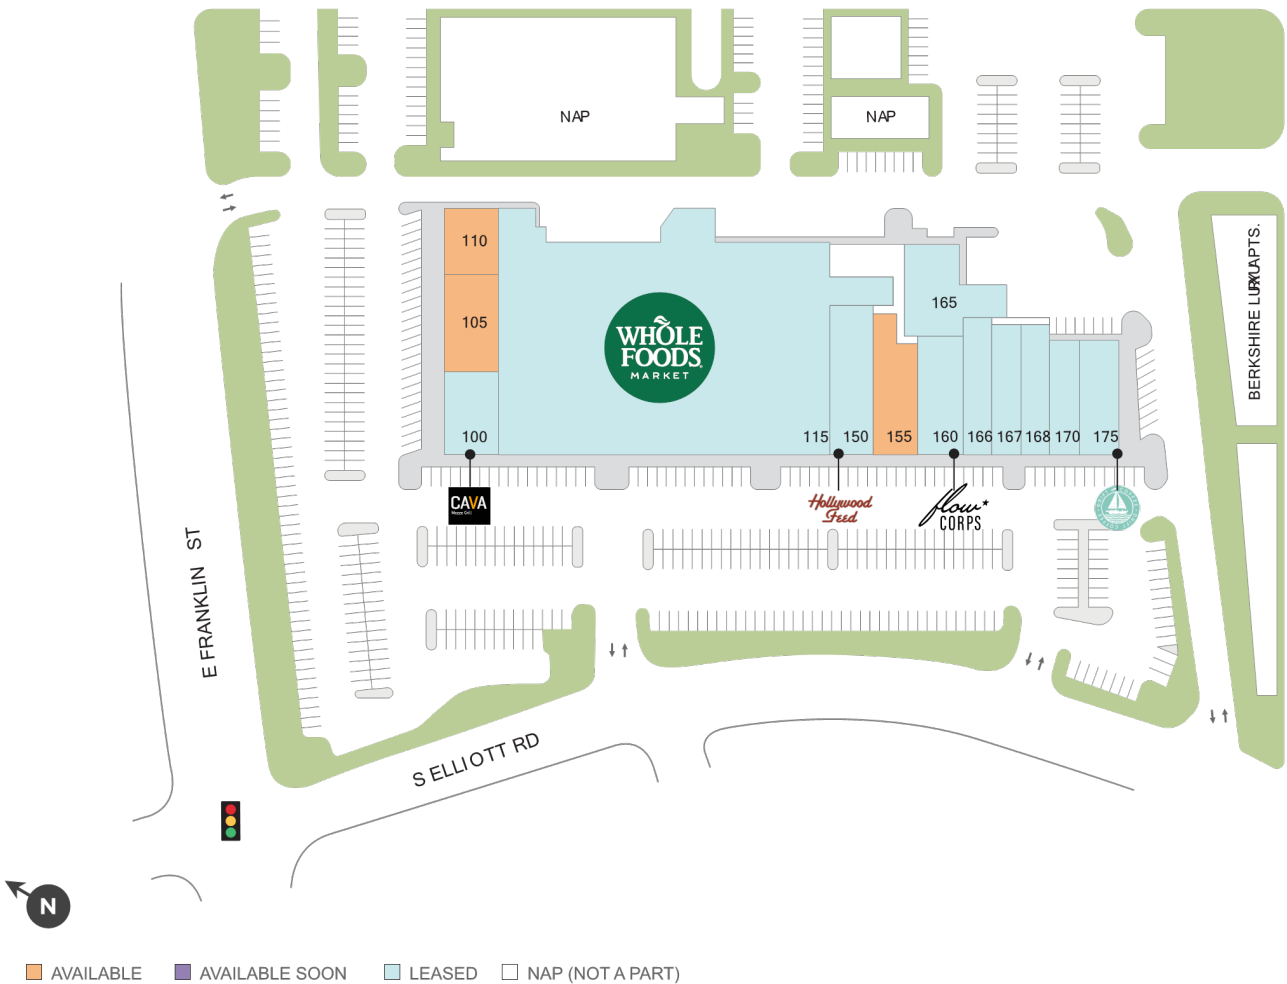 NAP
NAP
110
105
100
WHOLE
FOODS
MARKET
165
115
150
155
160
166
167
168
170
175
CAVA
Hollywood
Feed
flow
CORPS
BERKSHIRE LUXU APTS.
E FRANKLIN ST
S ELLIOTT RD
N
AVAILABLE
AVAILABLE SOON
LEASED
NAP (NOT A PART)